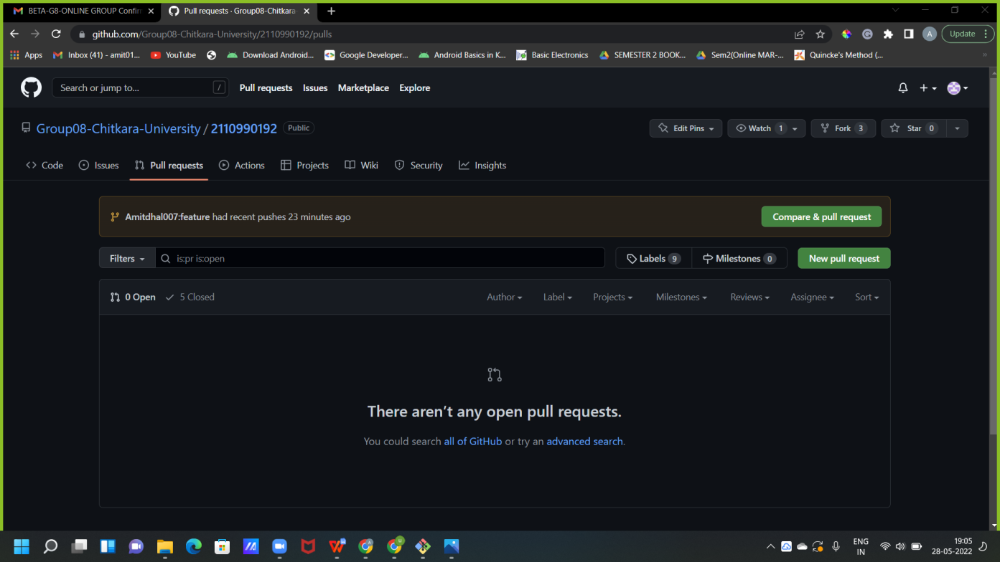 BETA-G8-ONLINE GROUP Confirm
Pull requests · Group08-Chitkara-
github.com/Group08-Chitkara-University/2110990192/pulls
A
Update
Apps
Inbox (41) - amit01...
YouTube
Download Android...
Google Developer...
Android Basics in K...
Basic Electronics
SEMESTER 2 BOOK...
Sem2(Online MAR-...
Quincke's Method (...
»
Search or jump to...
/
Pull requests
Issues
Marketplace
Explore
Group08-Chitkara-University / 2110990192
Public
Edit Pins
Watch 1
Fork 3
Star 0
Code
Issues
Pull requests
Actions
Projects
Wiki
Security
Insights
Amitdhal007:feature had recent pushes 23 minutes ago
Compare & pull request
Filters
is:pr is:open
Labels 9
Milestones 0
New pull request
0 Open
5 Closed
Author
Label
Projects
Milestones
Reviews
Assignee
Sort
There aren’t any open pull requests.
You could search all of GitHub or try an advanced search.
ENG
IN
19:05
28-05-2022